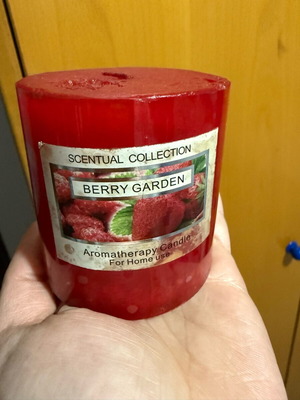 SCENTUAL COLLECTION
BERRY GARDEN
Aromatherapy Candle
For Home use